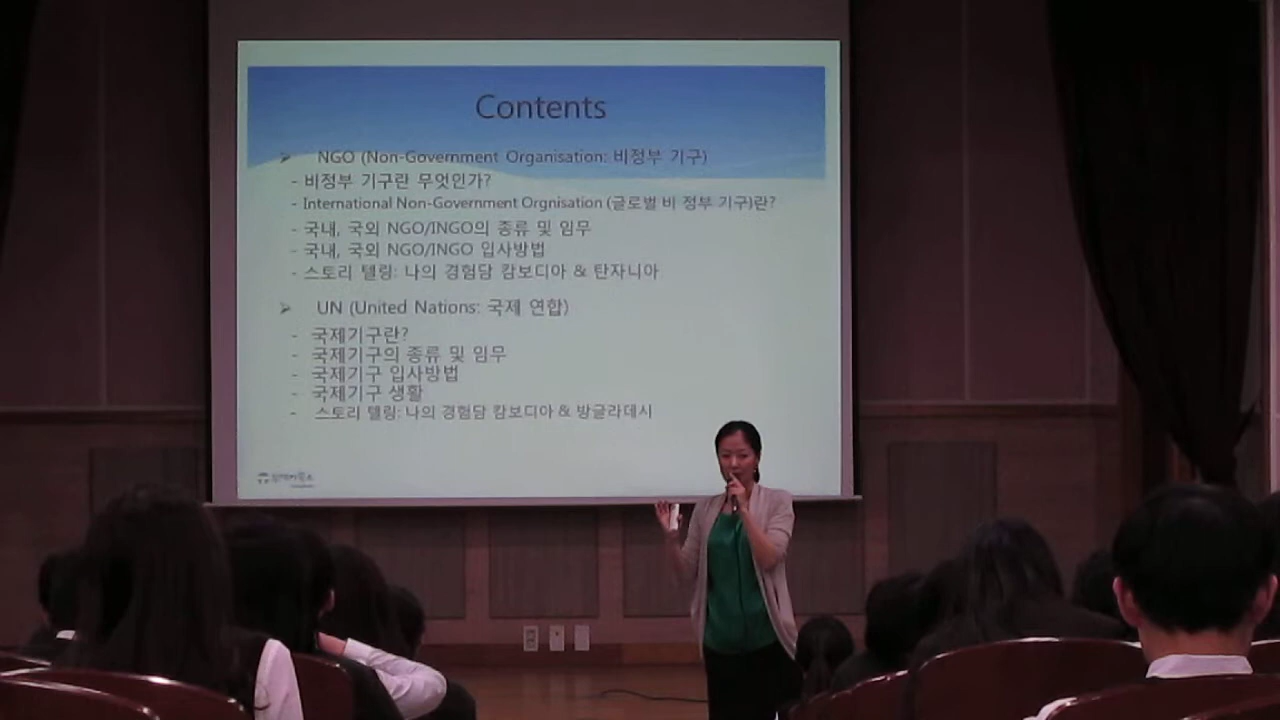 Contents
➢ NGO (Non-Government Organisation: 비정부 기구)
- 비정부 기구란 무엇인가?
- International Non-Government Orgnisation (글로벌 비 정부 기구)란?
- 국내, 국외 NGO/INGO의 종류 및 임무
- 국내, 국외 NGO/INGO 입사방법
- 스토리 텔링: 나의 경험담 캄보디아 & 탄자니아
➢ UN (United Nations: 국제 연합)
- 국제기구란?
- 국제기구의 종류 및 임무
- 국제기구 입사방법
- 국제기구 생활
- 스토리 텔링: 나의 경험담 캄보디아 & 방글라데시